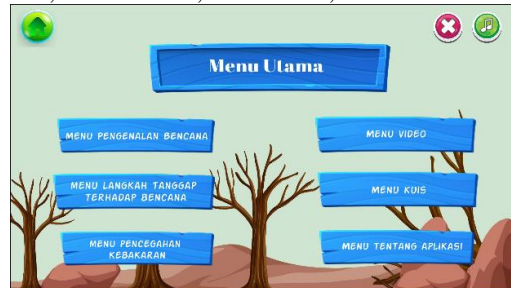 Menu Utama
MENU PENGENALAN BENCANA
MENU LANGKAH TANGGAP
TERHADAP BENCANA
MENU PENCEGAHAN
KEBAKARAN
MENU VIDEO
MENU KUIS
MENU TENTANG APLIKASI